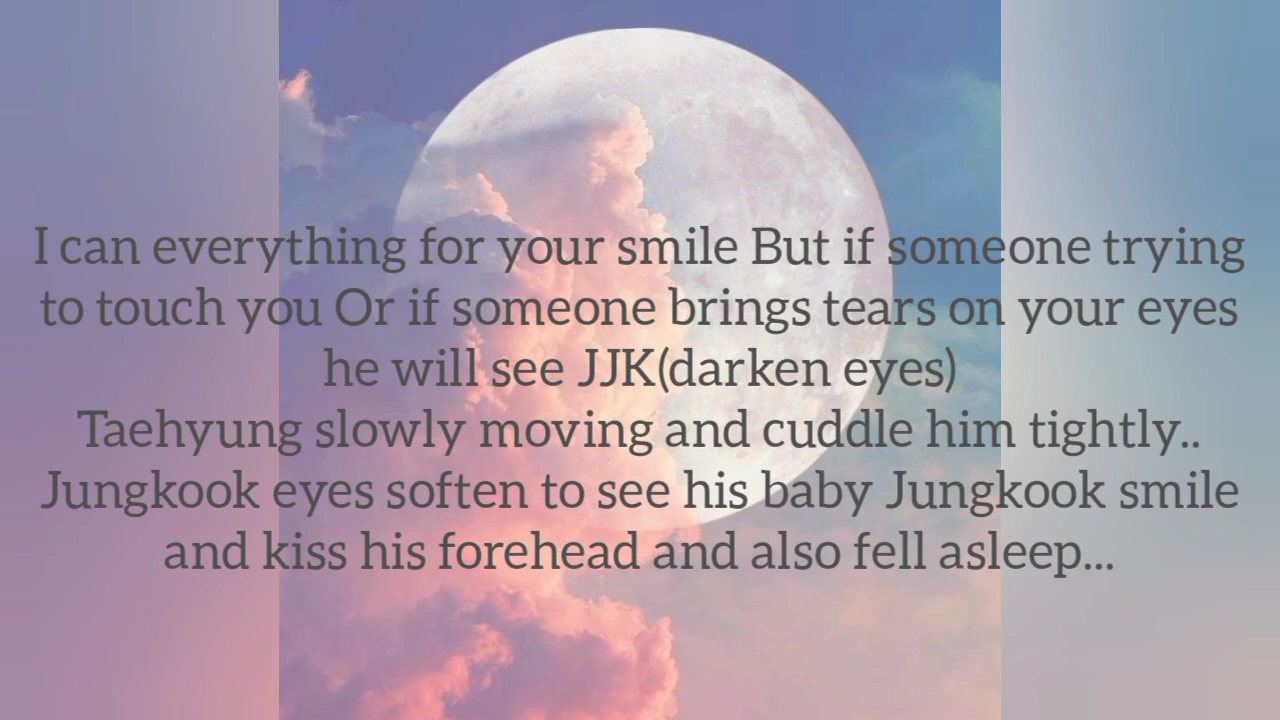 I can everything for your smile But if someone trying
to touch you Or if someone brings tears on your eyes
he will see JJK(darken eyes)
Taehyung slowly moving and cuddle him tightly..
Jungkook eyes soften to see his baby Jungkook smile
and kiss his forehead and also fell asleep...